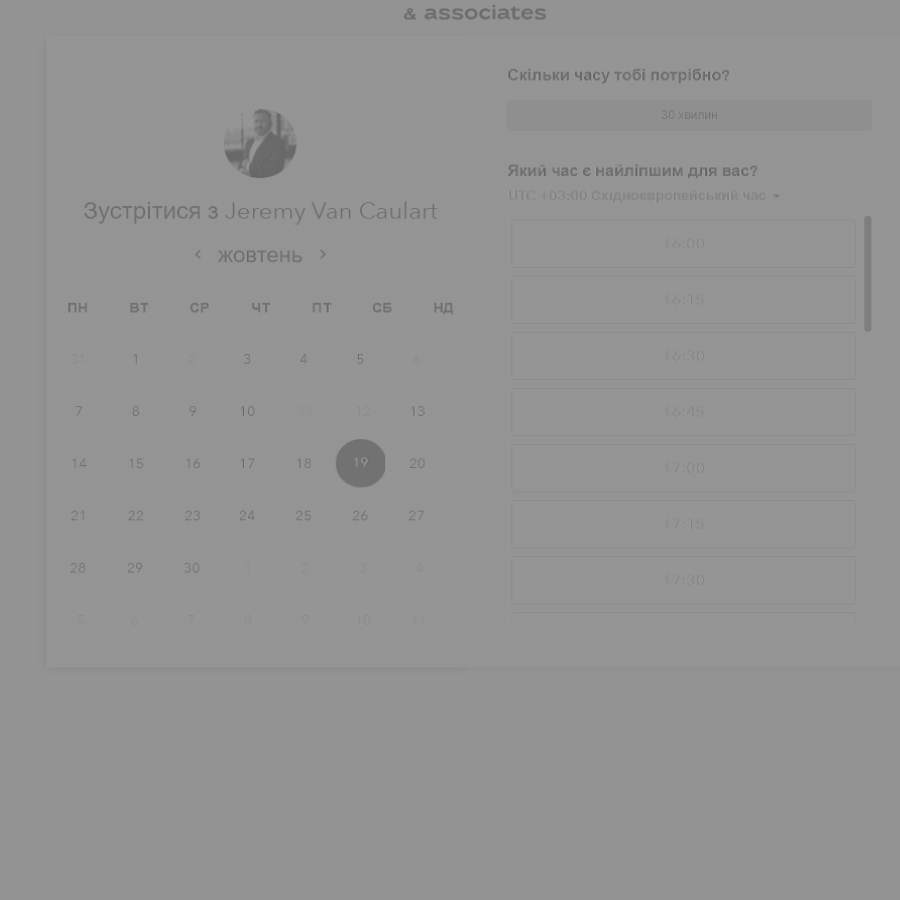 & associates
Зустрітися з Jeremy Van Caulart
жовтень
ПН ВТ СР ЧТ ПТ СБ НД
31 1 2 3 4 5 6
7 8 9 10 11 12 13
14 15 16 17 18 19 20
21 22 23 24 25 26 27
28 29 30 1 2 3 4
5 6 7 8 9 10 11
Скільки часу тобі потрібно?
30 хвилин
Який час є найліпшим для вас?
UTC +03:00 Східноєвропейський час
16:00
16:15
16:30
16:45
17:00
17:15
17:30